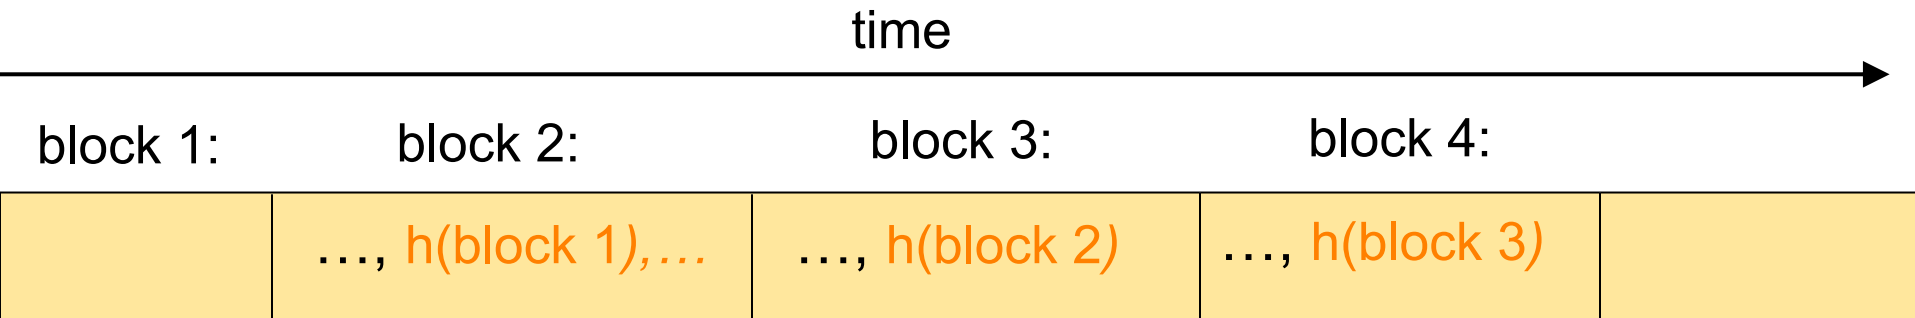 time
block 1: block 2: block 3: block 4:
…, h(block 1),… …, h(block 2) …, h(block 3)